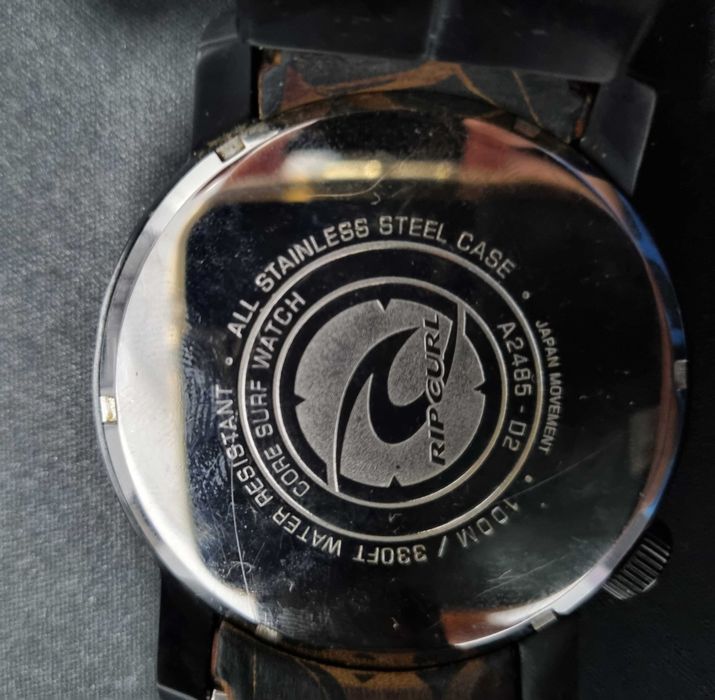 ALL STAINLESS STEEL CASE •
JAPAN MOVEMENT
• 100M / 330FT WATER RESISTANT •
CORE SURF WATCH
A2485 - D2
RIP CURL